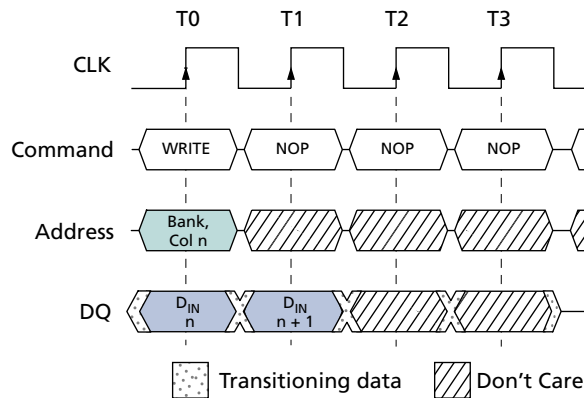 T0 T1 T2 T3
CLK
Command WRITE NOP NOP NOP
Address Bank,
Col n
DQ DIN
n
DIN
n + 1
Transitioning data Don't Care